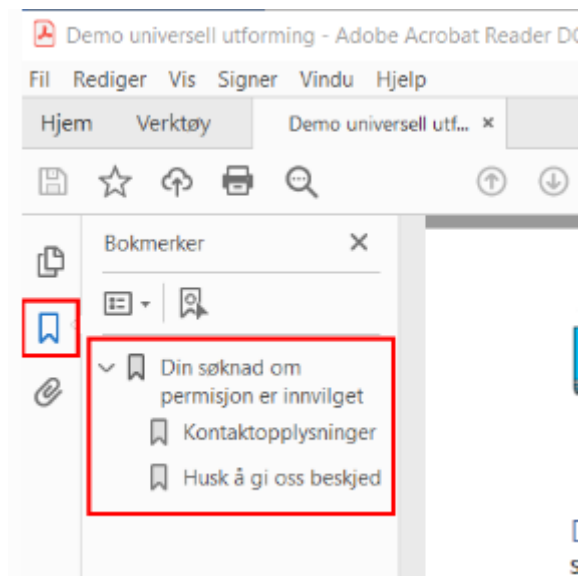 Demo universell utforming - Adobe Acrobat Reader DC
Fil Rediger Vis Signer Vindu Hjelp
Hjem Verktøy Demo universell utf... ×
Bokmerker
Din søknad om
permisjon er innvilget
Kontaktopplysninger
Husk å gi oss beskjed